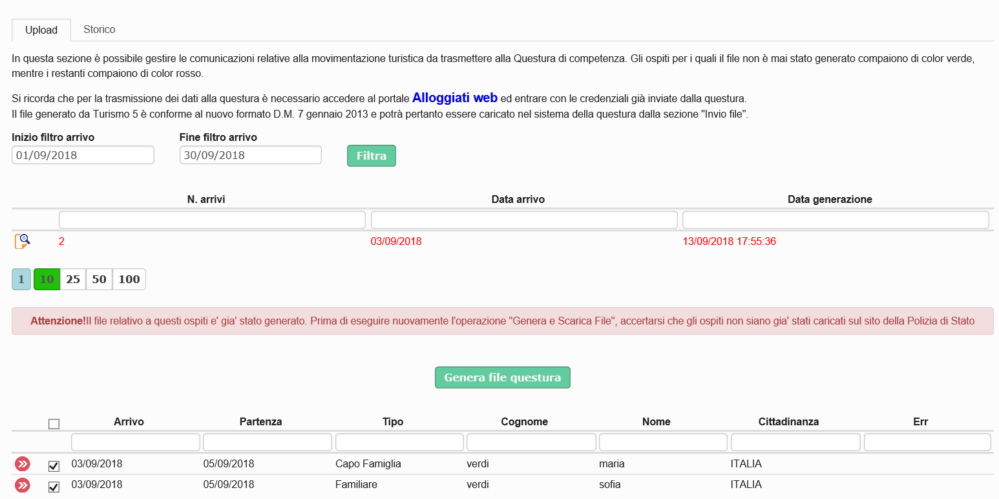 Upload Storico
In questa sezione è possibile gestire le comunicazioni relative alla movimentazione turistica da trasmettere alla Questura di competenza. Gli ospiti per i quali il file non è mai stato generato compaiono di color verde,
mentre i restanti compaiono di color rosso.
Si ricorda che per la trasmissione dei dati alla questura è necessario accedere al portale Alloggiati web ed entrare con le credenziali già inviate dalla questura.
Il file generato da Turismo 5 è conforme al nuovo formato D.M. 7 gennaio 2013 e potrà pertanto essere caricato nel sistema della questura dalla sezione "Invio file".
Inizio filtro arrivo Fine filtro arrivo
01/09/2018 30/09/2018 Filtra
N. arrivi Data arrivo Data generazione
2 03/09/2018 13/09/2018 17:55:36
1 10 25 50 100
Attenzione!Il file relativo a questi ospiti e' gia' stato generato. Prima di eseguire nuovamente l'operazione "Genera e Scarica File", accertarsi che gli ospiti non siano gia' stati caricati sul sito della Polizia di Stato
Genera file questura
Arrivo Partenza Tipo Cognome Nome Cittadinanza Err
03/09/2018 05/09/2018 Capo Famiglia verdi maria ITALIA
03/09/2018 05/09/2018 Familiare verdi sofia ITALIA